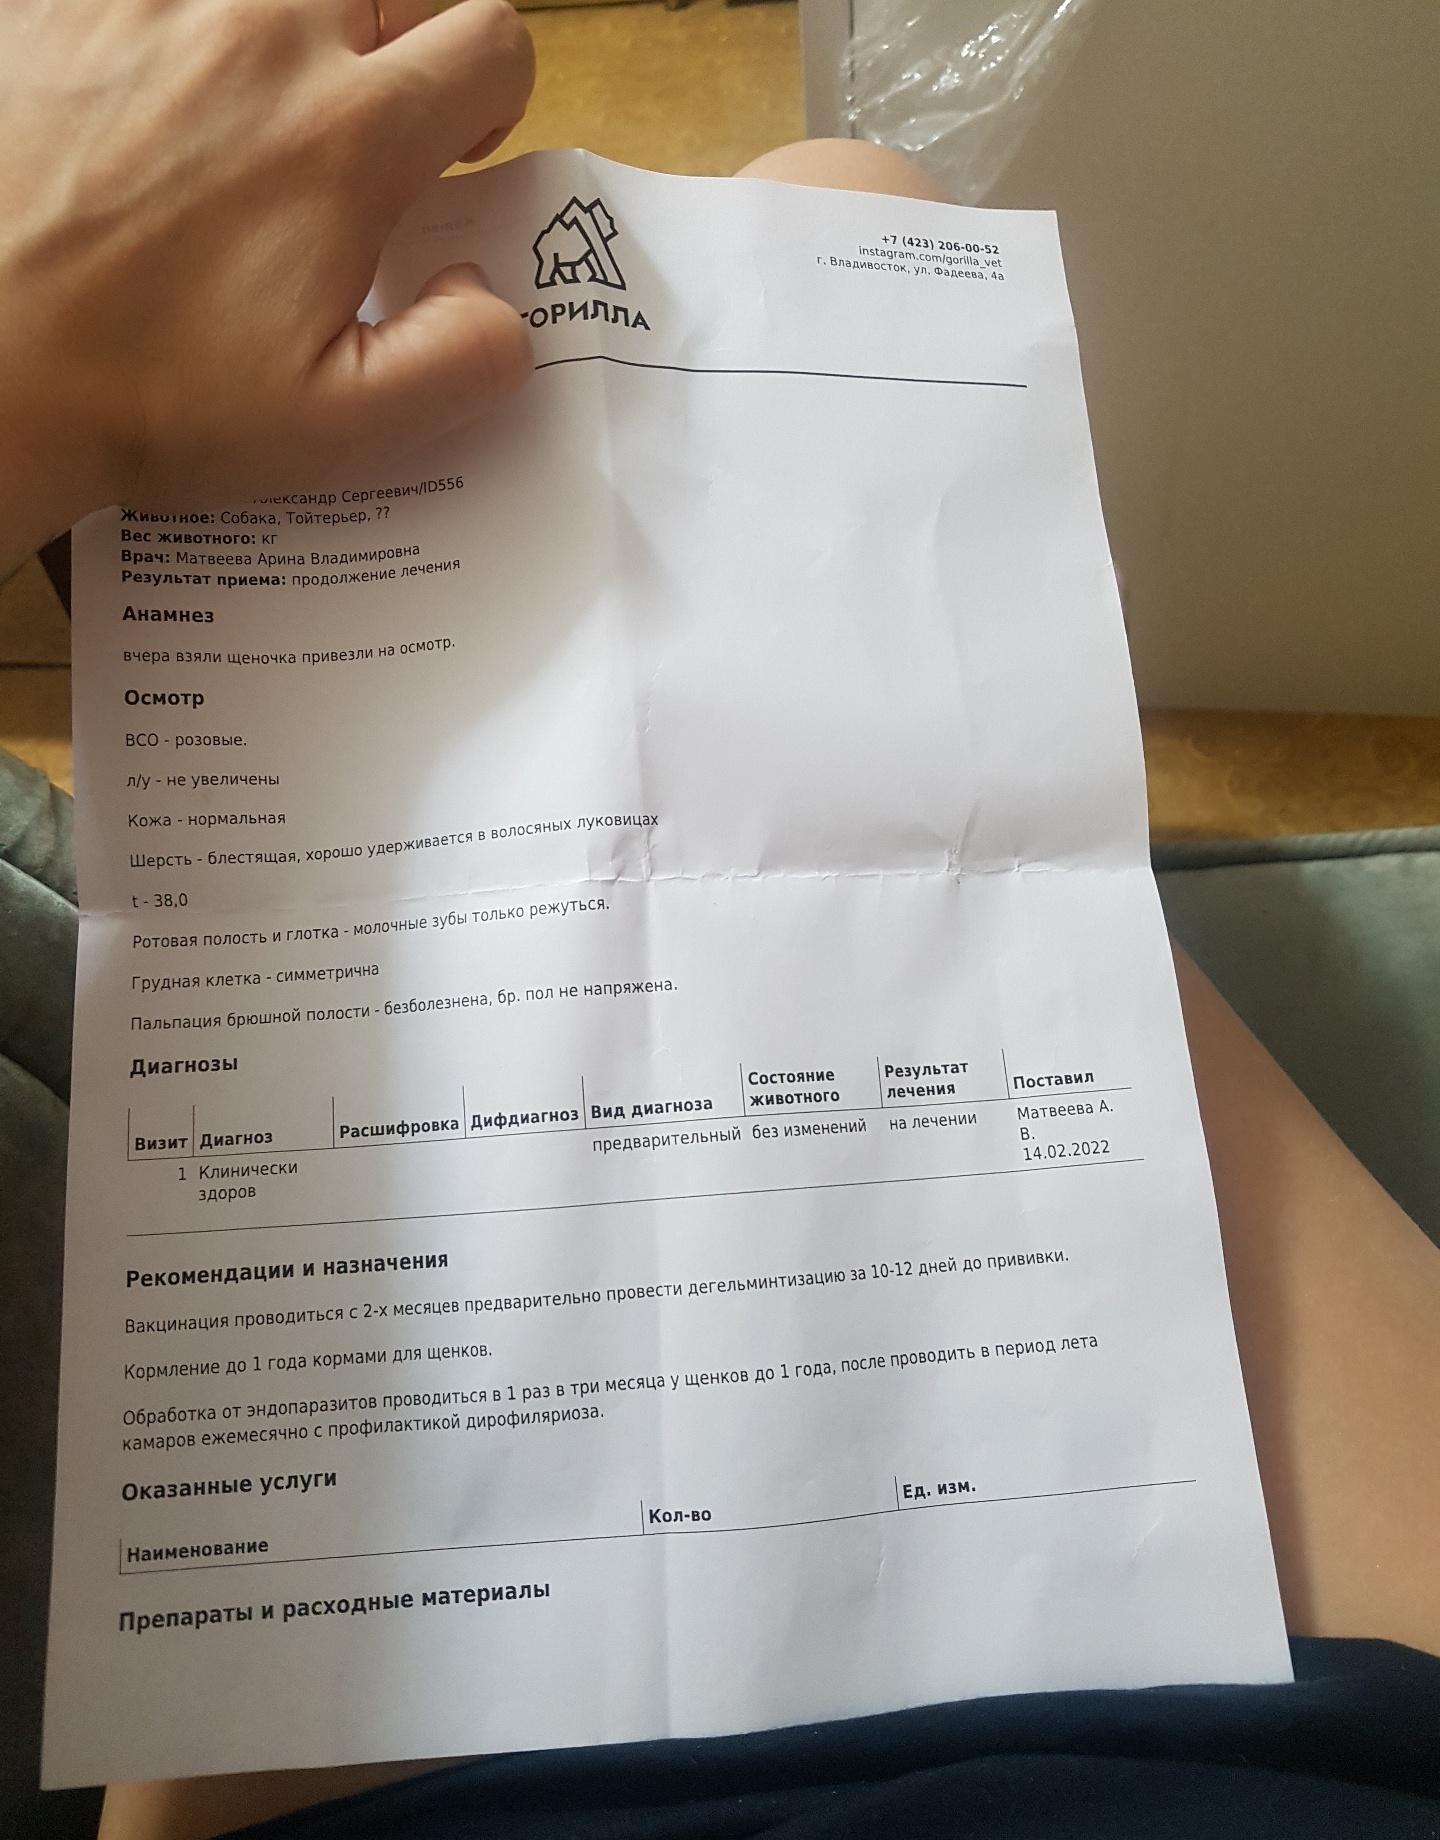 ГОРИЛЛА
+7 (423) 206-00-52
instagram.com/gorilla_vet
г. Владивосток, ул. Фадеева, 4а
Александр Сергеевич/ID556
Животное: Собака, Тойтерьер, ??
Вес животного: кг
Врач: Матвеева Арина Владимировна
Результат приема: продолжение лечения
Анамнез
вчера взяли щеночка привезли на осмотр.
Осмотр
ВСО - розовые.
л/у - не увеличены
Кожа - нормальная
Шерсть - блестящая, хорошо удерживается в волосяных луковицах
t - 38,0
Ротовая полость и глотка - молочные зубы только режуться.
Грудная клетка - симметрична
Пальпация брюшной полости - безболезнена, бр. пол не напряжена.
Диагнозы
Визит Диагноз Расшифровка Дифдиагноз Вид диагноза Состояние животного Результат лечения Поставил
1 Клинически здоров предварительный без изменений на лечении Матвеева А. В. 14.02.2022
Рекомендации и назначения
Вакцинация проводиться с 2-х месяцев предварительно провести дегельминтизацию за 10-12 дней до прививки.
Кормление до 1 года кормами для щенков.
Обработка от эндопаразитов проводиться в 1 раз в три месяца у щенков до 1 года, после проводить в период лета
камаров ежемесячно с профилактикой дирофиляриоза.
Оказанные услуги
Наименование Кол-во Ед. изм.
Препараты и расходные материалы